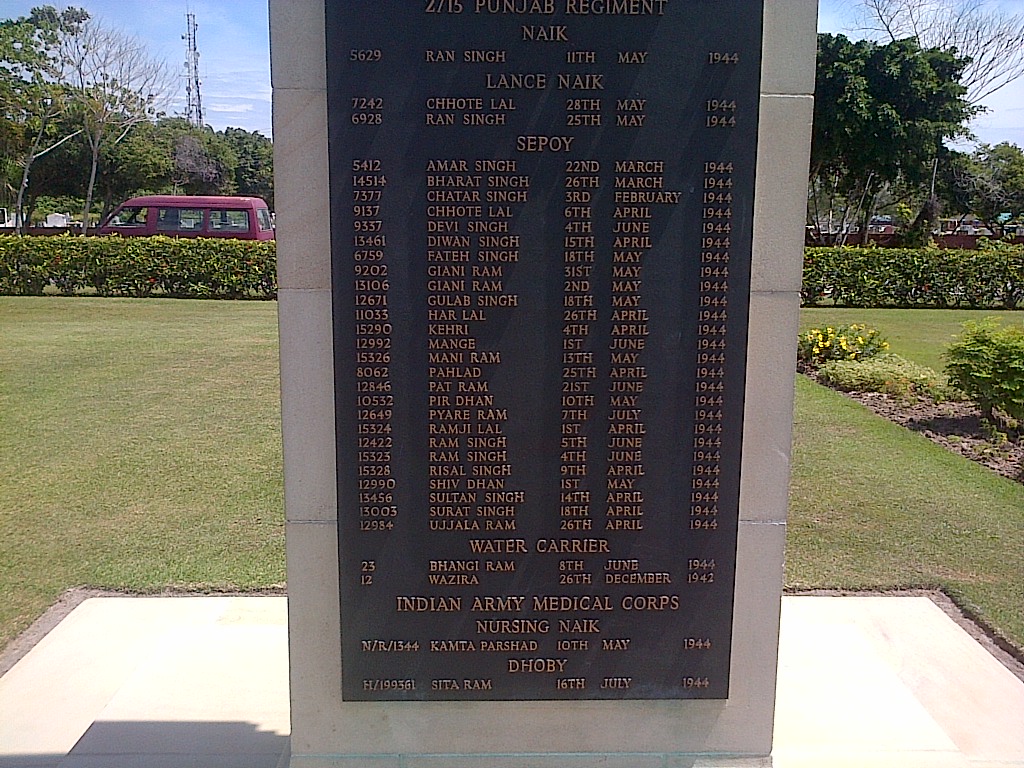 2/15 PUNJAB REGIMENT
NAIK
5629 RAN SINGH 11TH MAY 1944
LANCE NAIK
7242 CHHOTE LAL 28TH MAY 1944
6928 RAN SINGH 25TH MAY 1944
SEPOY
5412 AMAR SINGH 22ND MARCH 1944
14514 BHARAT SINGH 26TH MARCH 1944
7377 CHATAR SINGH 3RD FEBRUARY 1944
9137 CHHOTE LAL 6TH APRIL 1944
9337 DEVI SINGH 4TH JUNE 1944
13461 DIWAN SINGH 15TH APRIL 1944
6759 FATEH SINGH 18TH MAY 1944
9202 GIANI RAM 31ST MAY 1944
13106 GIANI RAM 2ND MAY 1944
12671 GULAB SINGH 18TH MAY 1944
11033 HAR LAL 26TH APRIL 1944
15290 KEHRI 4TH APRIL 1944
12992 MANGE 1ST JUNE 1944
15326 MANI RAM 13TH MAY 1944
8062 PAHLAD 25TH APRIL 1944
12846 PAT RAM 21ST JUNE 1944
10532 PIR DHAN 10TH MAY 1944
12649 PYARE RAM 7TH JULY 1944
15324 RAMJI LAL 1ST APRIL 1944
12422 RAM SINGH 5TH JUNE 1944
15323 RAM SINGH 4TH JUNE 1944
15328 RISAL SINGH 9TH APRIL 1944
12990 SHIV DHAN 1ST MAY 1944
13456 SULTAN SINGH 14TH APRIL 1944
13003 SURAT SINGH 18TH APRIL 1944
12984 UJJALA RAM 26TH APRIL 1944
WATER CARRIER
23 BHANGI RAM 8TH JUNE 1944
12 WAZIRA 26TH DECEMBER 1942
INDIAN ARMY MEDICAL CORPS
NURSING NAIK
N/R/1344 KAMTA PARSHAD 10TH MAY 1944
DHOBY
H/199361 SITA RAM 16TH JULY 1944